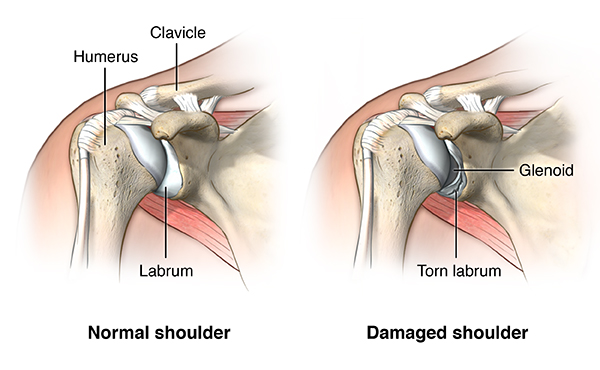 Clavicle
Humerus
Labrum
Normal shoulder
Glenoid
Torn labrum
Damaged shoulder